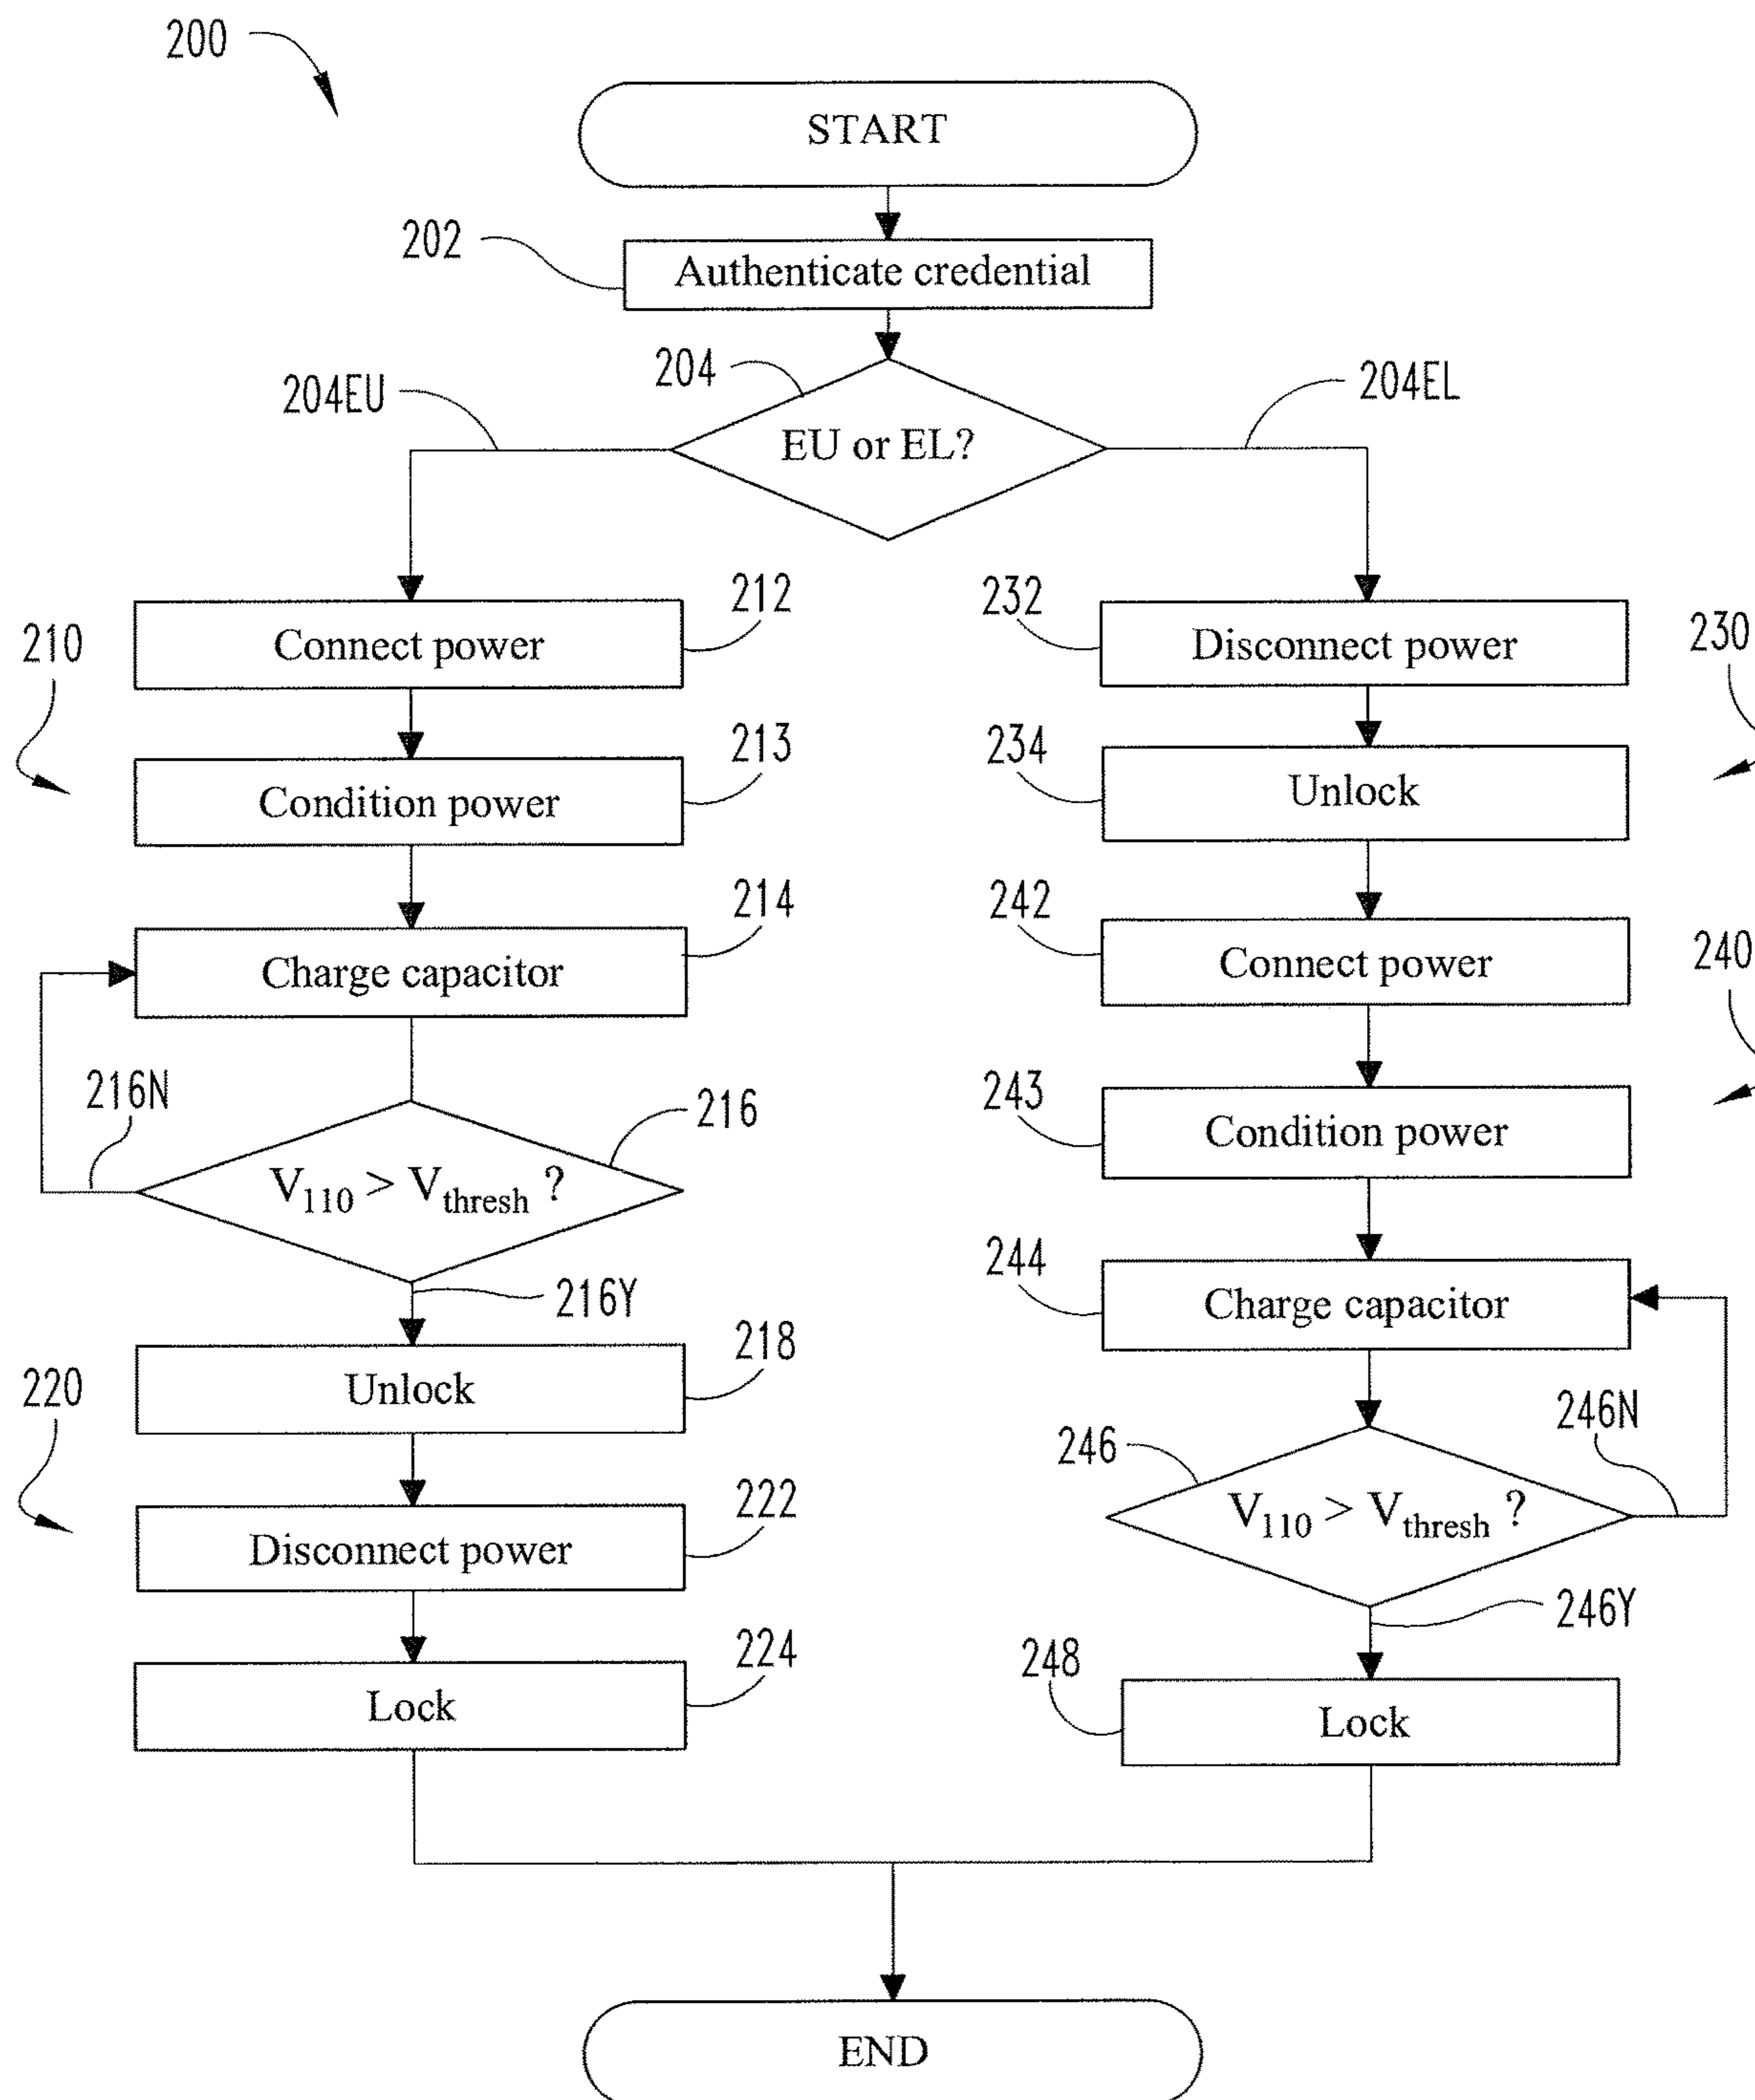 200
START
202
Authenticate credential
204
204EU
204EL
EU or EL?
212
Connect power
232
Disconnect power
210
230
213
Condition power
234
Unlock
214
Charge capacitor
242
Connect power
240
216N
216
V110 > Vthresh ?
243
Condition power
216Y
244
Charge capacitor
218
Unlock
220
246N
246
V110 > Vthresh ?
222
Disconnect power
246Y
224
Lock
248
Lock
END